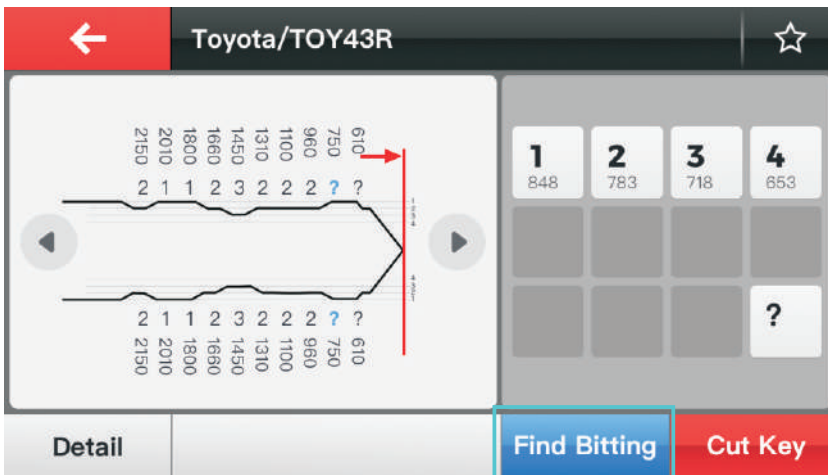 Toyota/TOY43R
2150 2010 1800 1660 1450 1310 1100 960 750 610
2 1 1 2 3 2 2 2 ? ?
2 1 1 2 3 2 2 2 ? ?
2150 2010 1800 1660 1450 1310 1100 960 750 610
1 2 3 4
848 783 718 653
?
Detail
Find Bitting
Cut Key